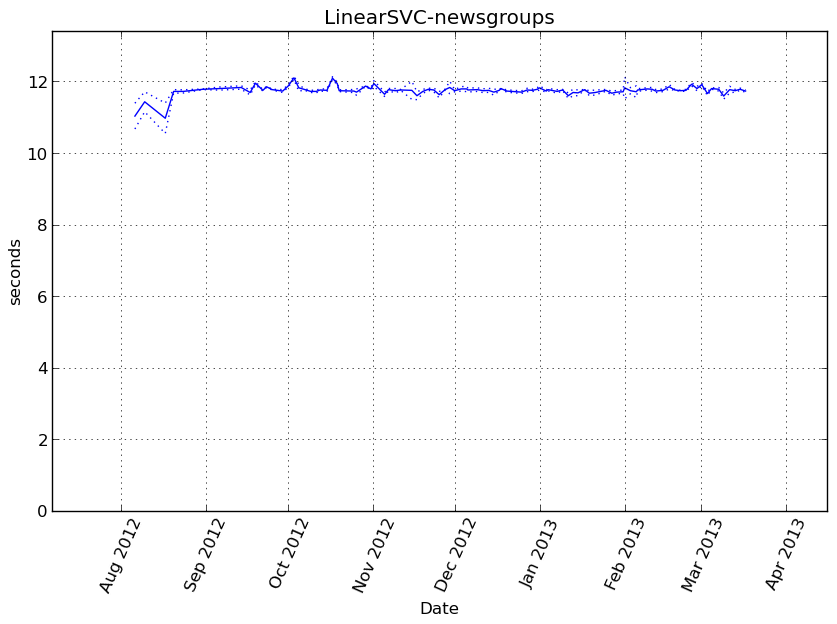 LinearSVC-newsgroups
12
10
8
6
4
2
0
seconds
Aug 2012
Sep 2012
Oct 2012
Nov 2012
Dec 2012
Jan 2013
Feb 2013
Mar 2013
Apr 2013
Date